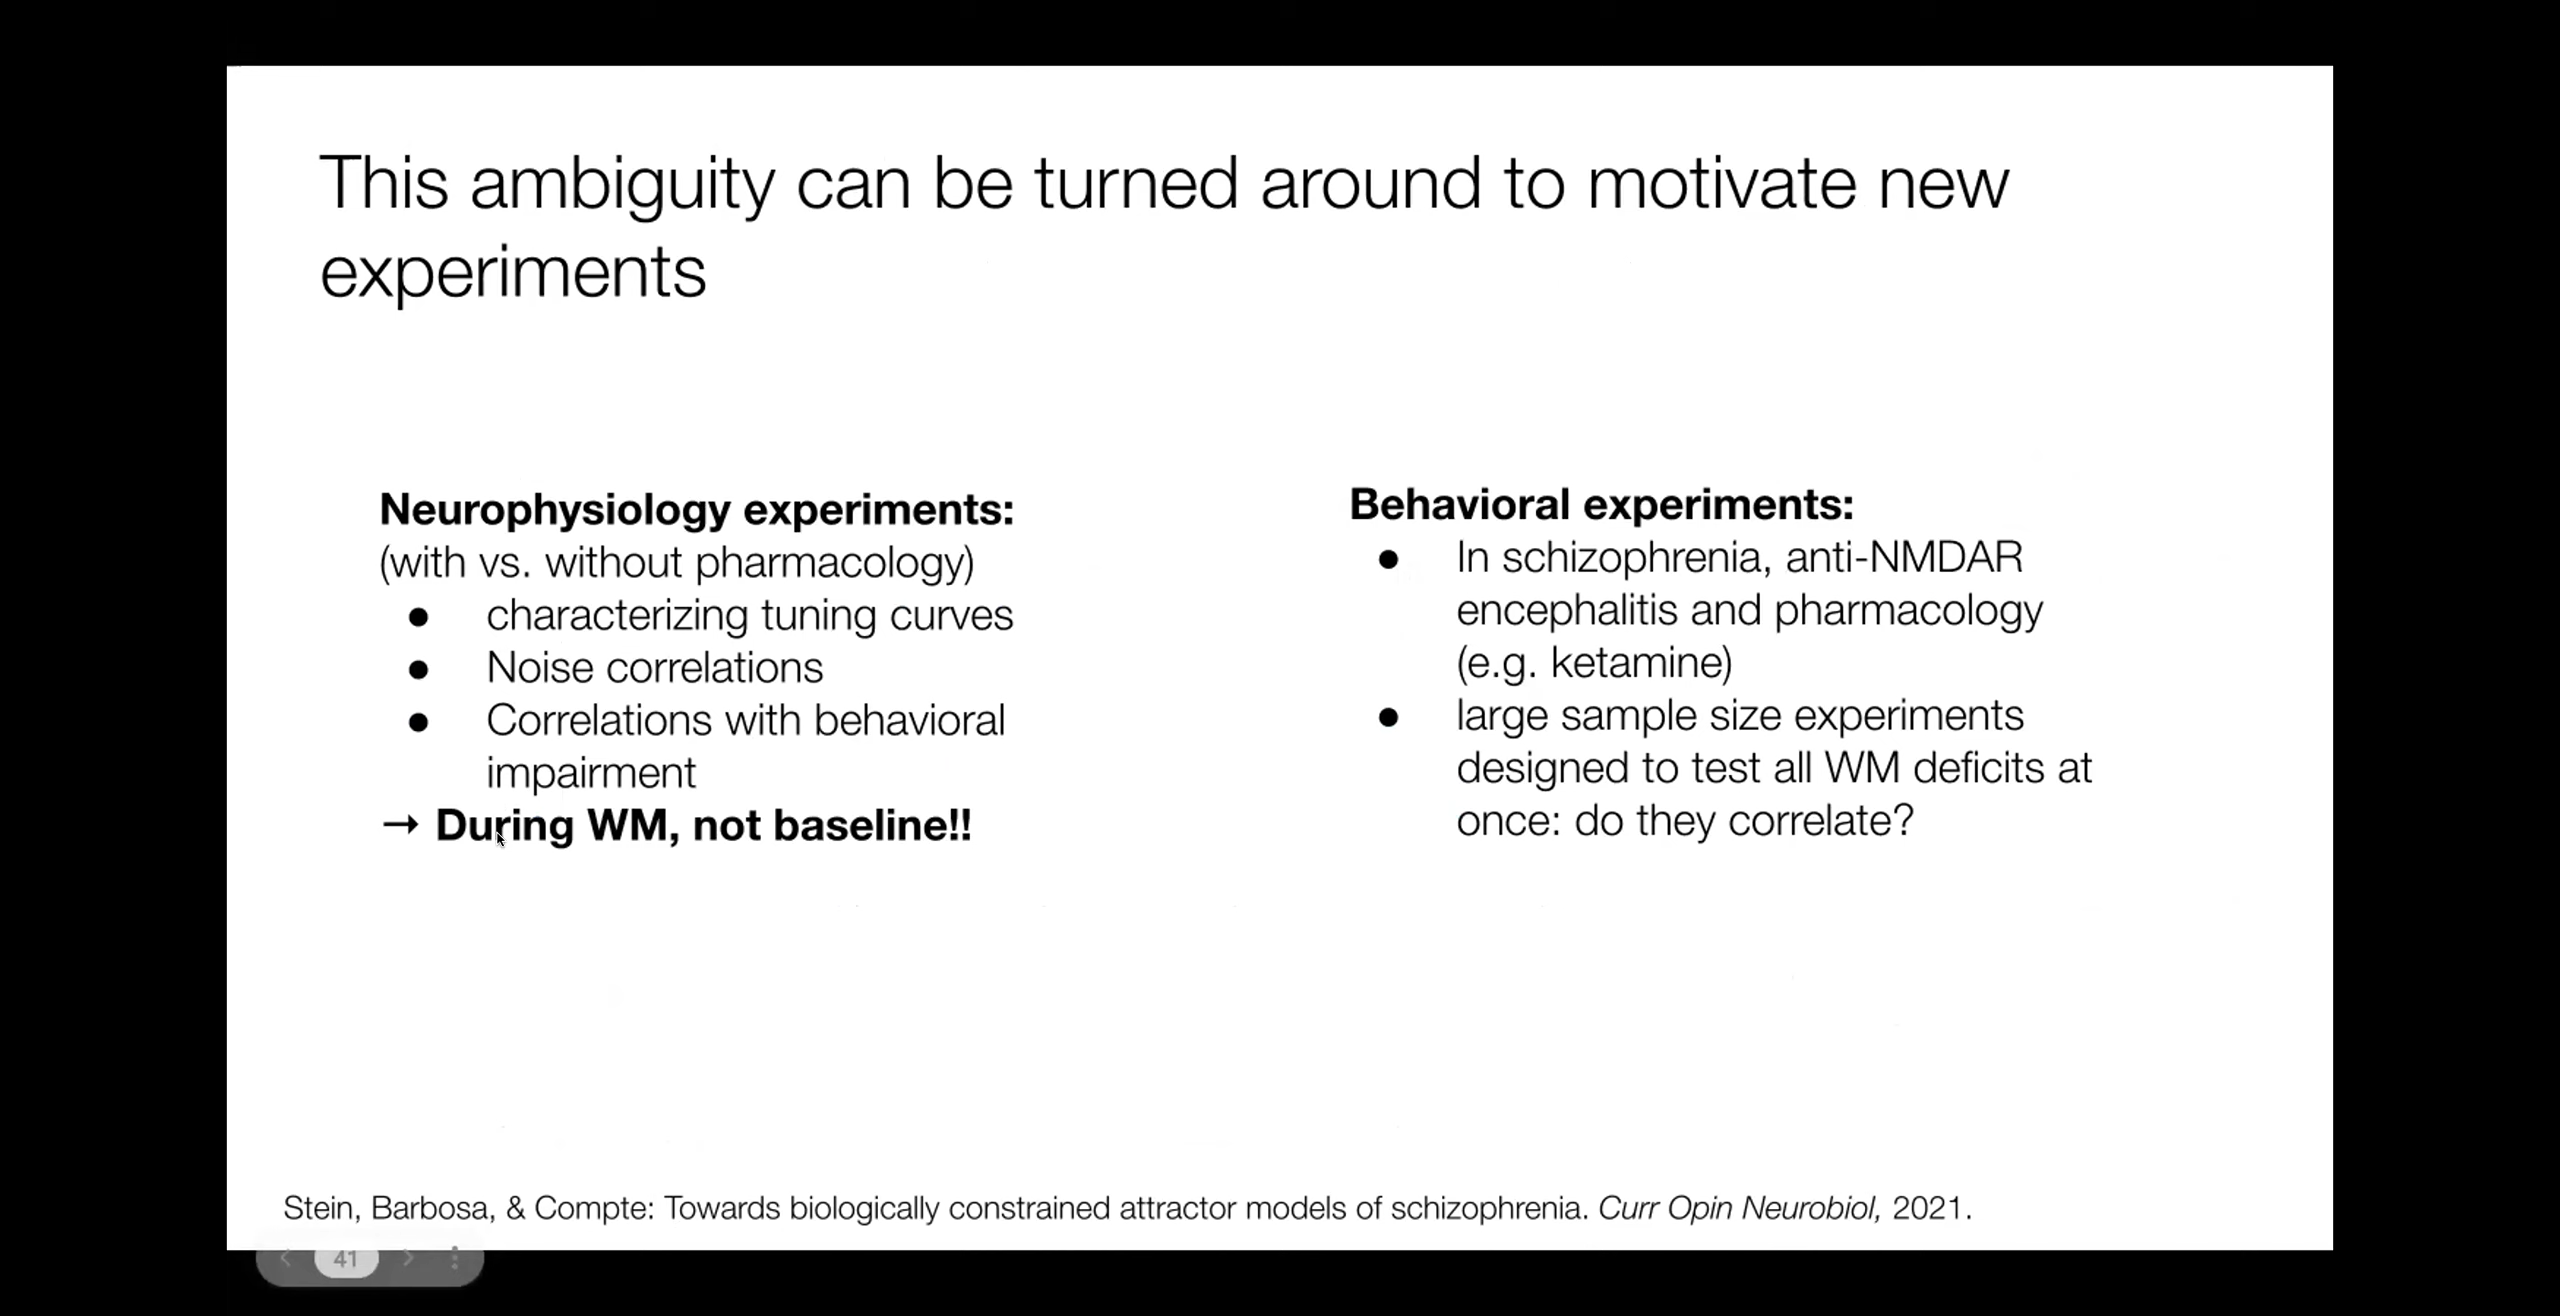 This ambiguity can be turned around to motivate new
experiments
Neurophysiology experiments:
(with vs. without pharmacology)
● characterizing tuning curves
● Noise correlations
● Correlations with behavioral
impairment
→ During WM, not baseline!!
Behavioral experiments:
● In schizophrenia, anti-NMDAR
encephalitis and pharmacology
(e.g. ketamine)
● large sample size experiments
designed to test all WM deficits at
once: do they correlate?
Stein, Barbosa, & Compte: Towards biologically constrained attractor models of schizophrenia. Curr Opin Neurobiol, 2021.
41